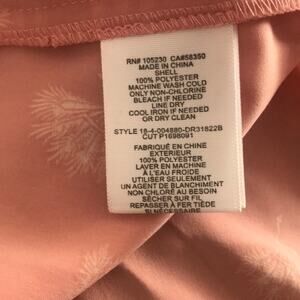 RN# 105230 CA#58350
MADE IN CHINA
SHELL
100% POLYESTER
MACHINE WASH COLD
ONLY NON-CHLORINE
BLEACH IF NEEDED
LINE DRY
COOL IRON IF NEEDED
OR DRY CLEAN
STYLE 18-4-004880-DR31822B
CUT P1698091
FABRIQUÉ EN CHINE
EXTÉRIEUR
100% POLYESTER
LAVER EN MACHINE
À L'EAU FROIDE
UTILISER SEULEMENT
UN AGENT DE BLANCHIMENT
NON CHLORÉ AU BESOIN
SÉCHER SUR FIL
REPASSER À FER TIÈDE
SI NÉCESSAIRE